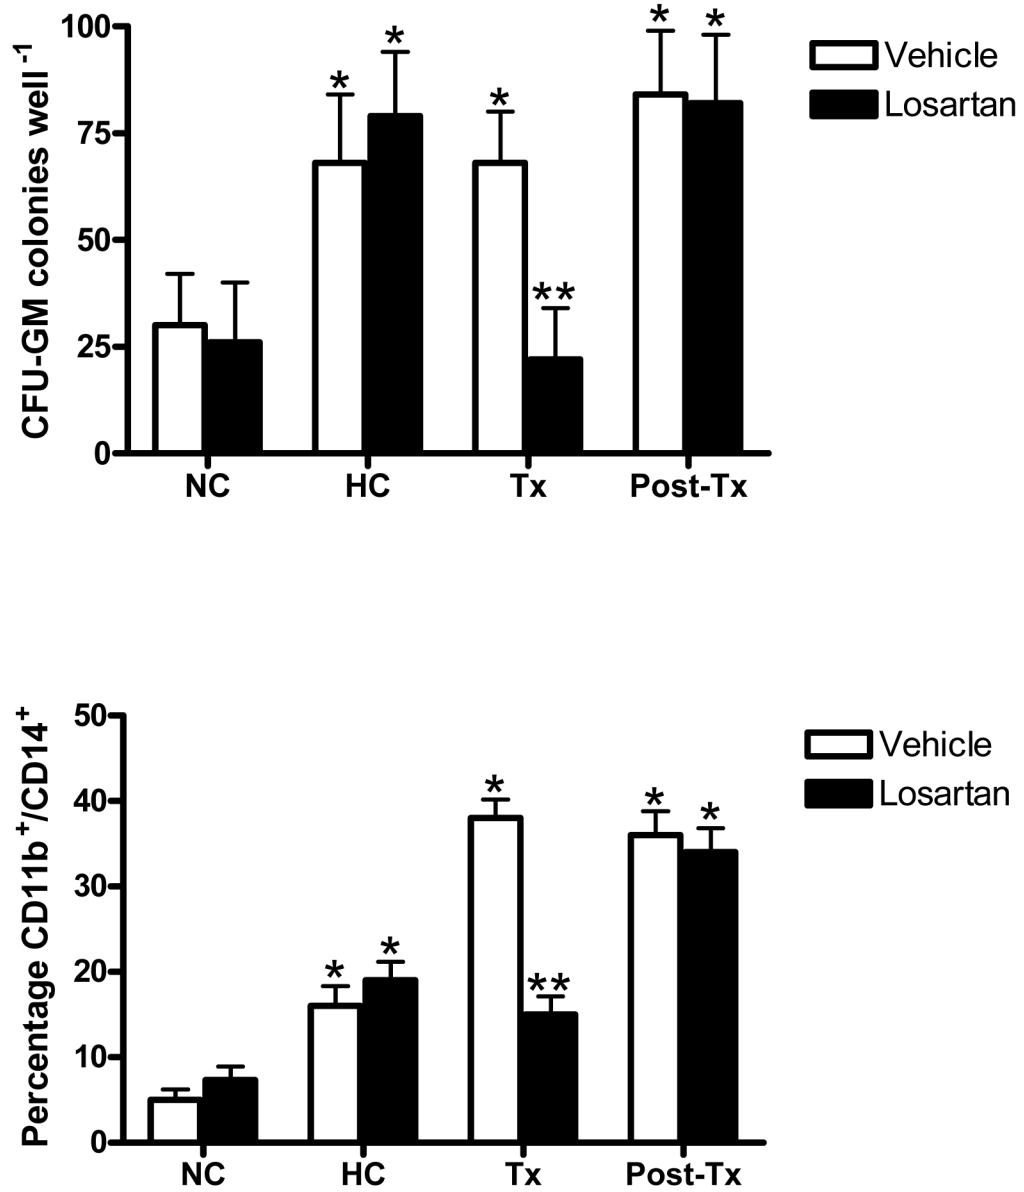 CFU-GM colonies well⁻¹
100
75
50
25
0
* * * ** * *
NC HC Tx Post-Tx
Vehicle
Losartan
Percentage CD11b⁺/CD14⁺
50
40
30
20
10
0
* * * ** * *
NC HC Tx Post-Tx
Vehicle
Losartan